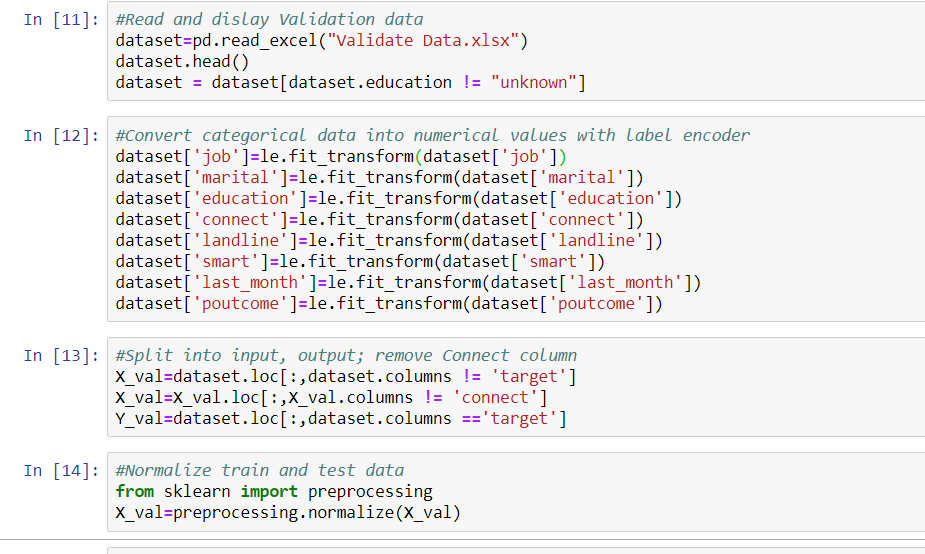 In [11]: #Read and dislay Validation data
dataset=pd.read_excel("Validate Data.xlsx")
dataset.head()
dataset = dataset[dataset.education != "unknown"]
In [12]: #Convert categorical data into numerical values with label encoder
dataset['job']=le.fit_transform(dataset['job'])
dataset['marital']=le.fit_transform(dataset['marital'])
dataset['education']=le.fit_transform(dataset['education'])
dataset['connect']=le.fit_transform(dataset['connect'])
dataset['landline']=le.fit_transform(dataset['landline'])
dataset['smart']=le.fit_transform(dataset['smart'])
dataset['last_month']=le.fit_transform(dataset['last_month'])
dataset['poutcome']=le.fit_transform(dataset['poutcome'])
In [13]: #Split into input, output; remove Connect column
X_val=dataset.loc[:,dataset.columns != 'target']
X_val=X_val.loc[:,X_val.columns != 'connect']
Y_val=dataset.loc[:,dataset.columns =='target']
In [14]: #Normalize train and test data
from sklearn import preprocessing
X_val=preprocessing.normalize(X_val)